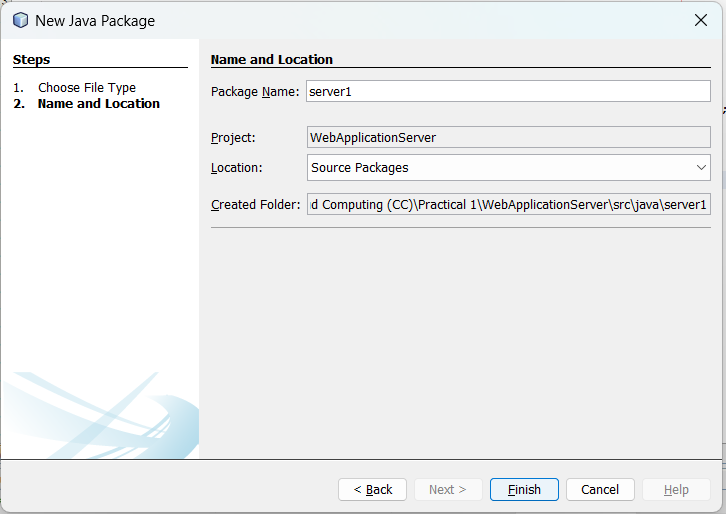 New Java Package
Steps
1. Choose File Type
2. Name and Location
Name and Location
Package Name: server1
Project: WebApplicationServer
Location: Source Packages
Created Folder: d Computing (CC)\Practical 1\WebApplicationServer\src\java\server1
< Back
Next >
Finish
Cancel
Help